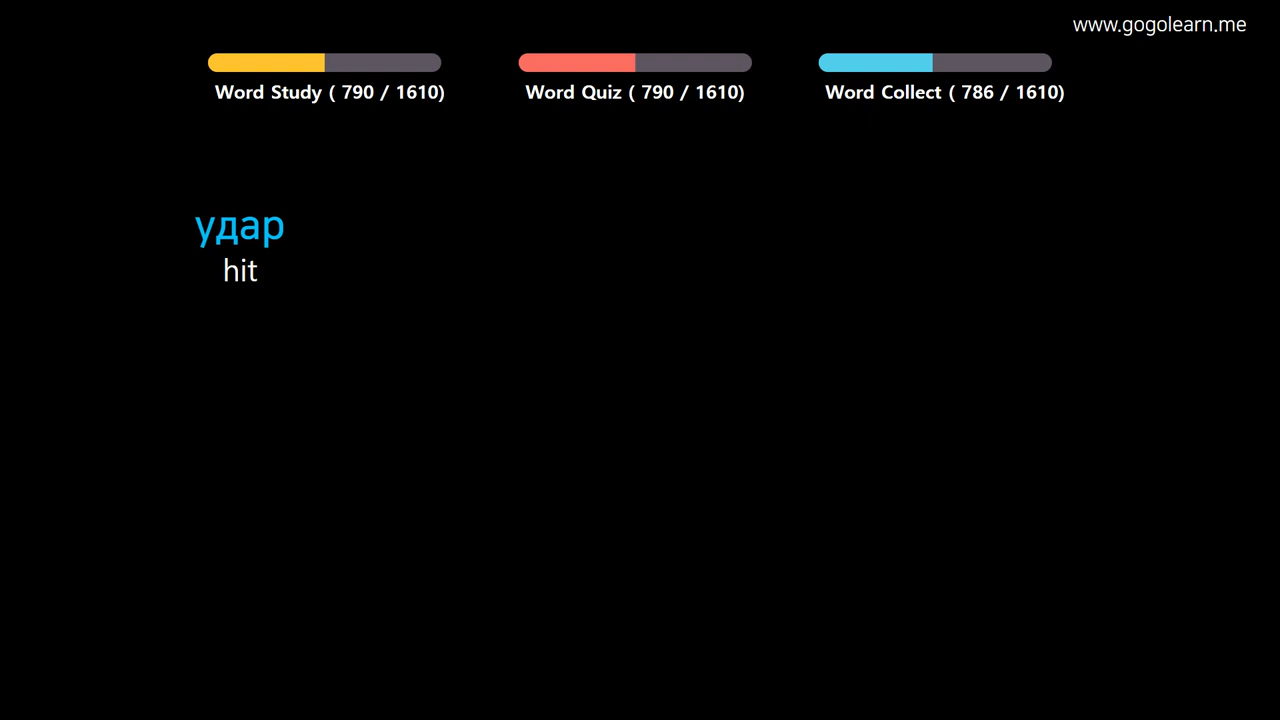 www.gogolearn.me
Word Study ( 790 / 1610)
Word Quiz ( 790 / 1610)
Word Collect ( 786 / 1610)
удар
hit